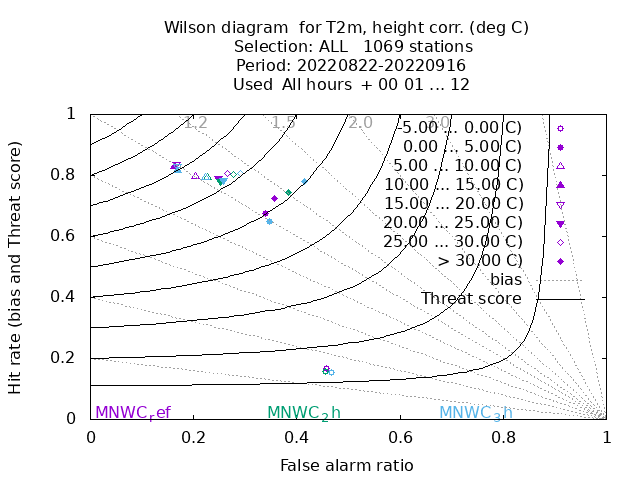 Wilson diagram  for T2m, height corr. (deg C)
Selection: ALL   1069 stations
Period: 20220822-20220916
Used  All hours  + 00 01 ... 12
Hit rate (bias and Threat score)
1
0.8
0.6
0.4
0.2
0
1.2 1.5 2.0 3.0
-5.00 ... 0.00 C)
0.00 ... 5.00 C)
5.00 ... 10.00 C)
10.00 ... 15.00 C)
15.00 ... 20.00 C)
20.00 ... 25.00 C)
25.00 ... 30.00 C)
> 30.00 C)
bias
Threat score
MNWC_ref MNWC_2h MNWC_3h
0 0.2 0.4 0.6 0.8 1
False alarm ratio